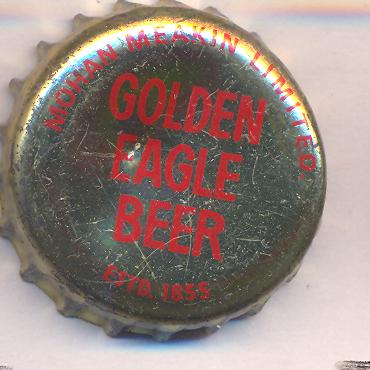 MOHAN MEAKIN LIMITED.
GOLDEN
EAGLE
BEER
ESTD. 1855